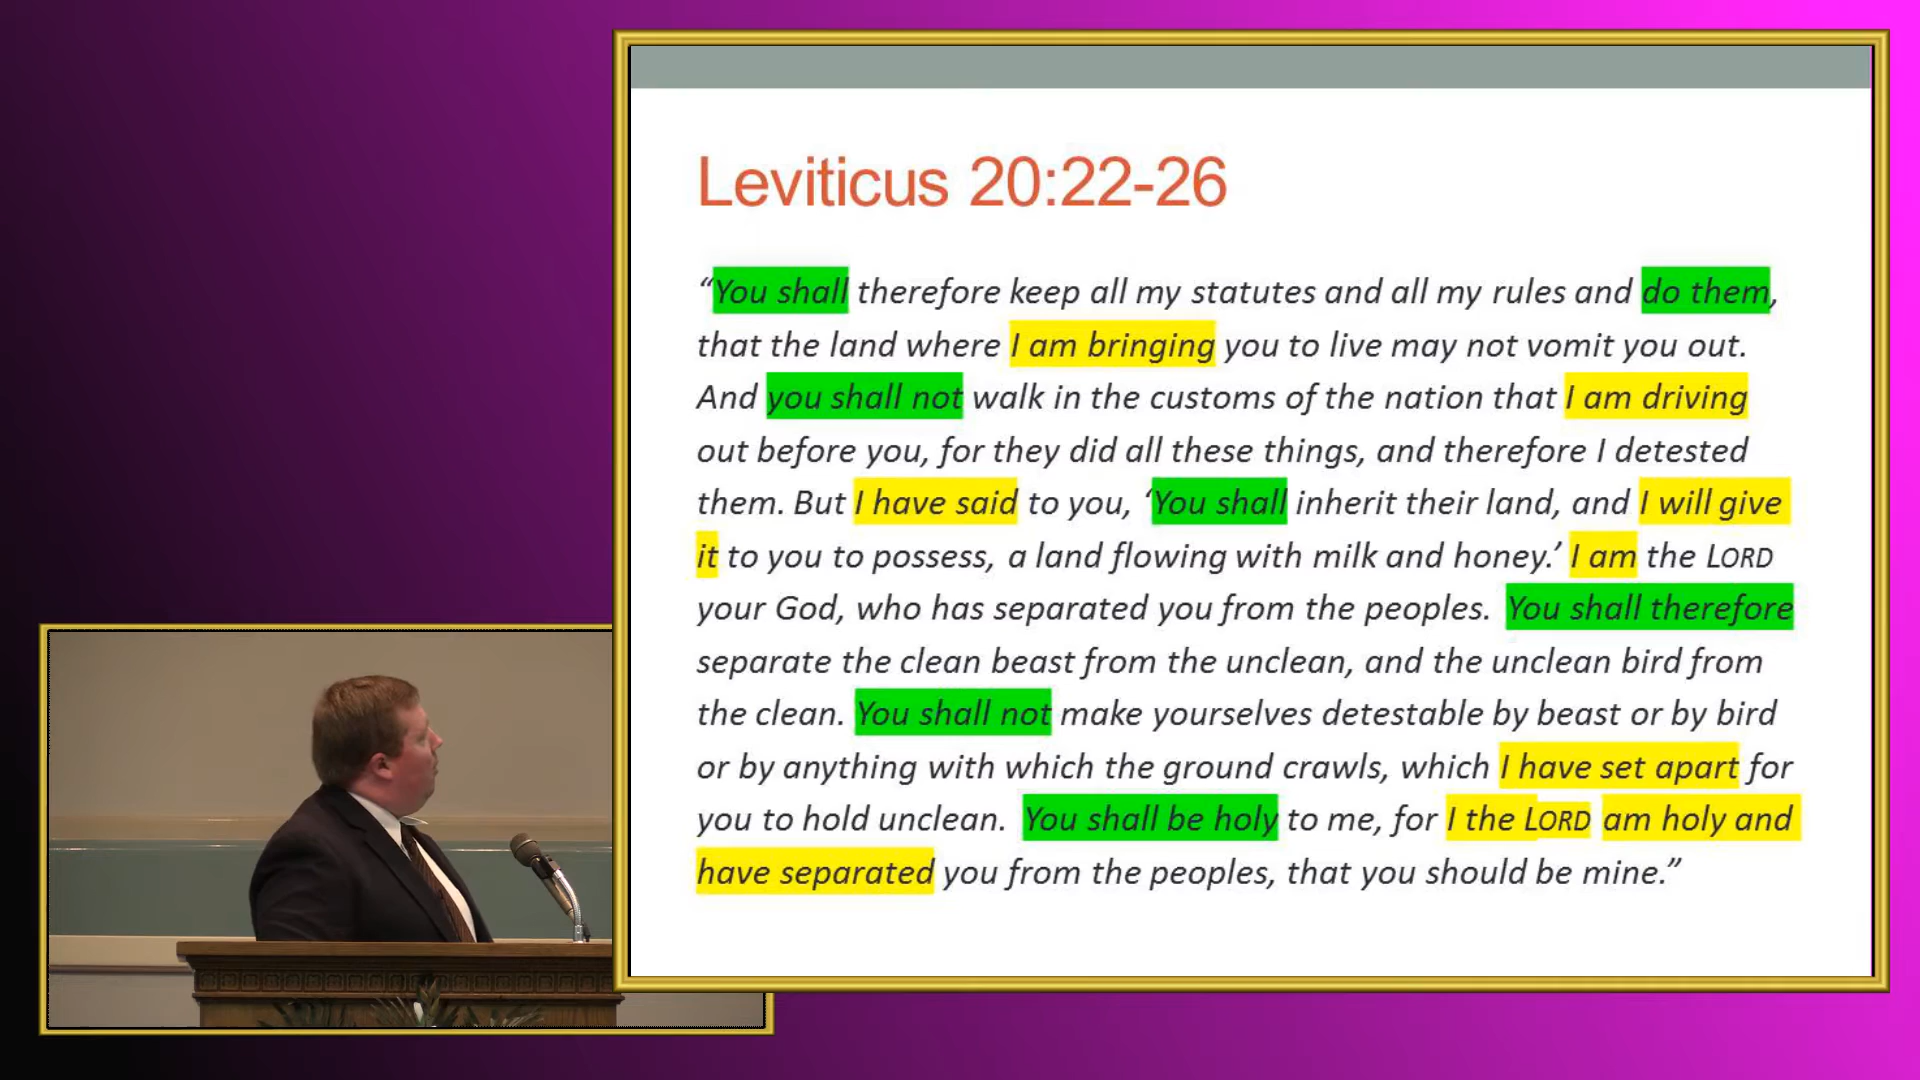 Leviticus 20:22-26
“You shall therefore keep all my statutes and all my rules and do them,
that the land where I am bringing you to live may not vomit you out.
And you shall not walk in the customs of the nation that I am driving
out before you, for they did all these things, and therefore I detested
them. But I have said to you, ‘You shall inherit their land, and I will give
it to you to possess, a land flowing with milk and honey.’ I am the LORD
your God, who has separated you from the peoples. You shall therefore
separate the clean beast from the unclean, and the unclean bird from
the clean. You shall not make yourselves detestable by beast or by bird
or by anything with which the ground crawls, which I have set apart for
you to hold unclean. You shall be holy to me, for I the LORD am holy and
have separated you from the peoples, that you should be mine.”